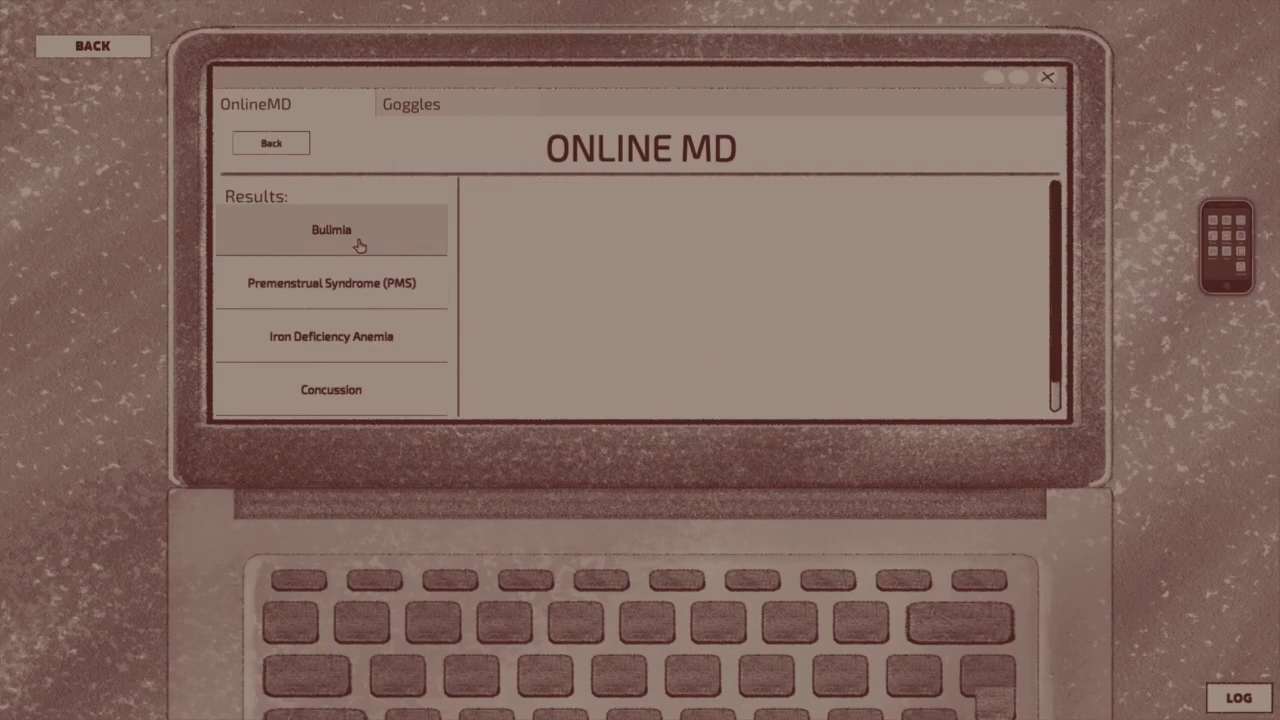 BACK
OnlineMD
Goggles
Back
ONLINE MD
Results:
Bulimia
Premenstrual Syndrome (PMS)
Iron Deficiency Anemia
Concussion
LOG